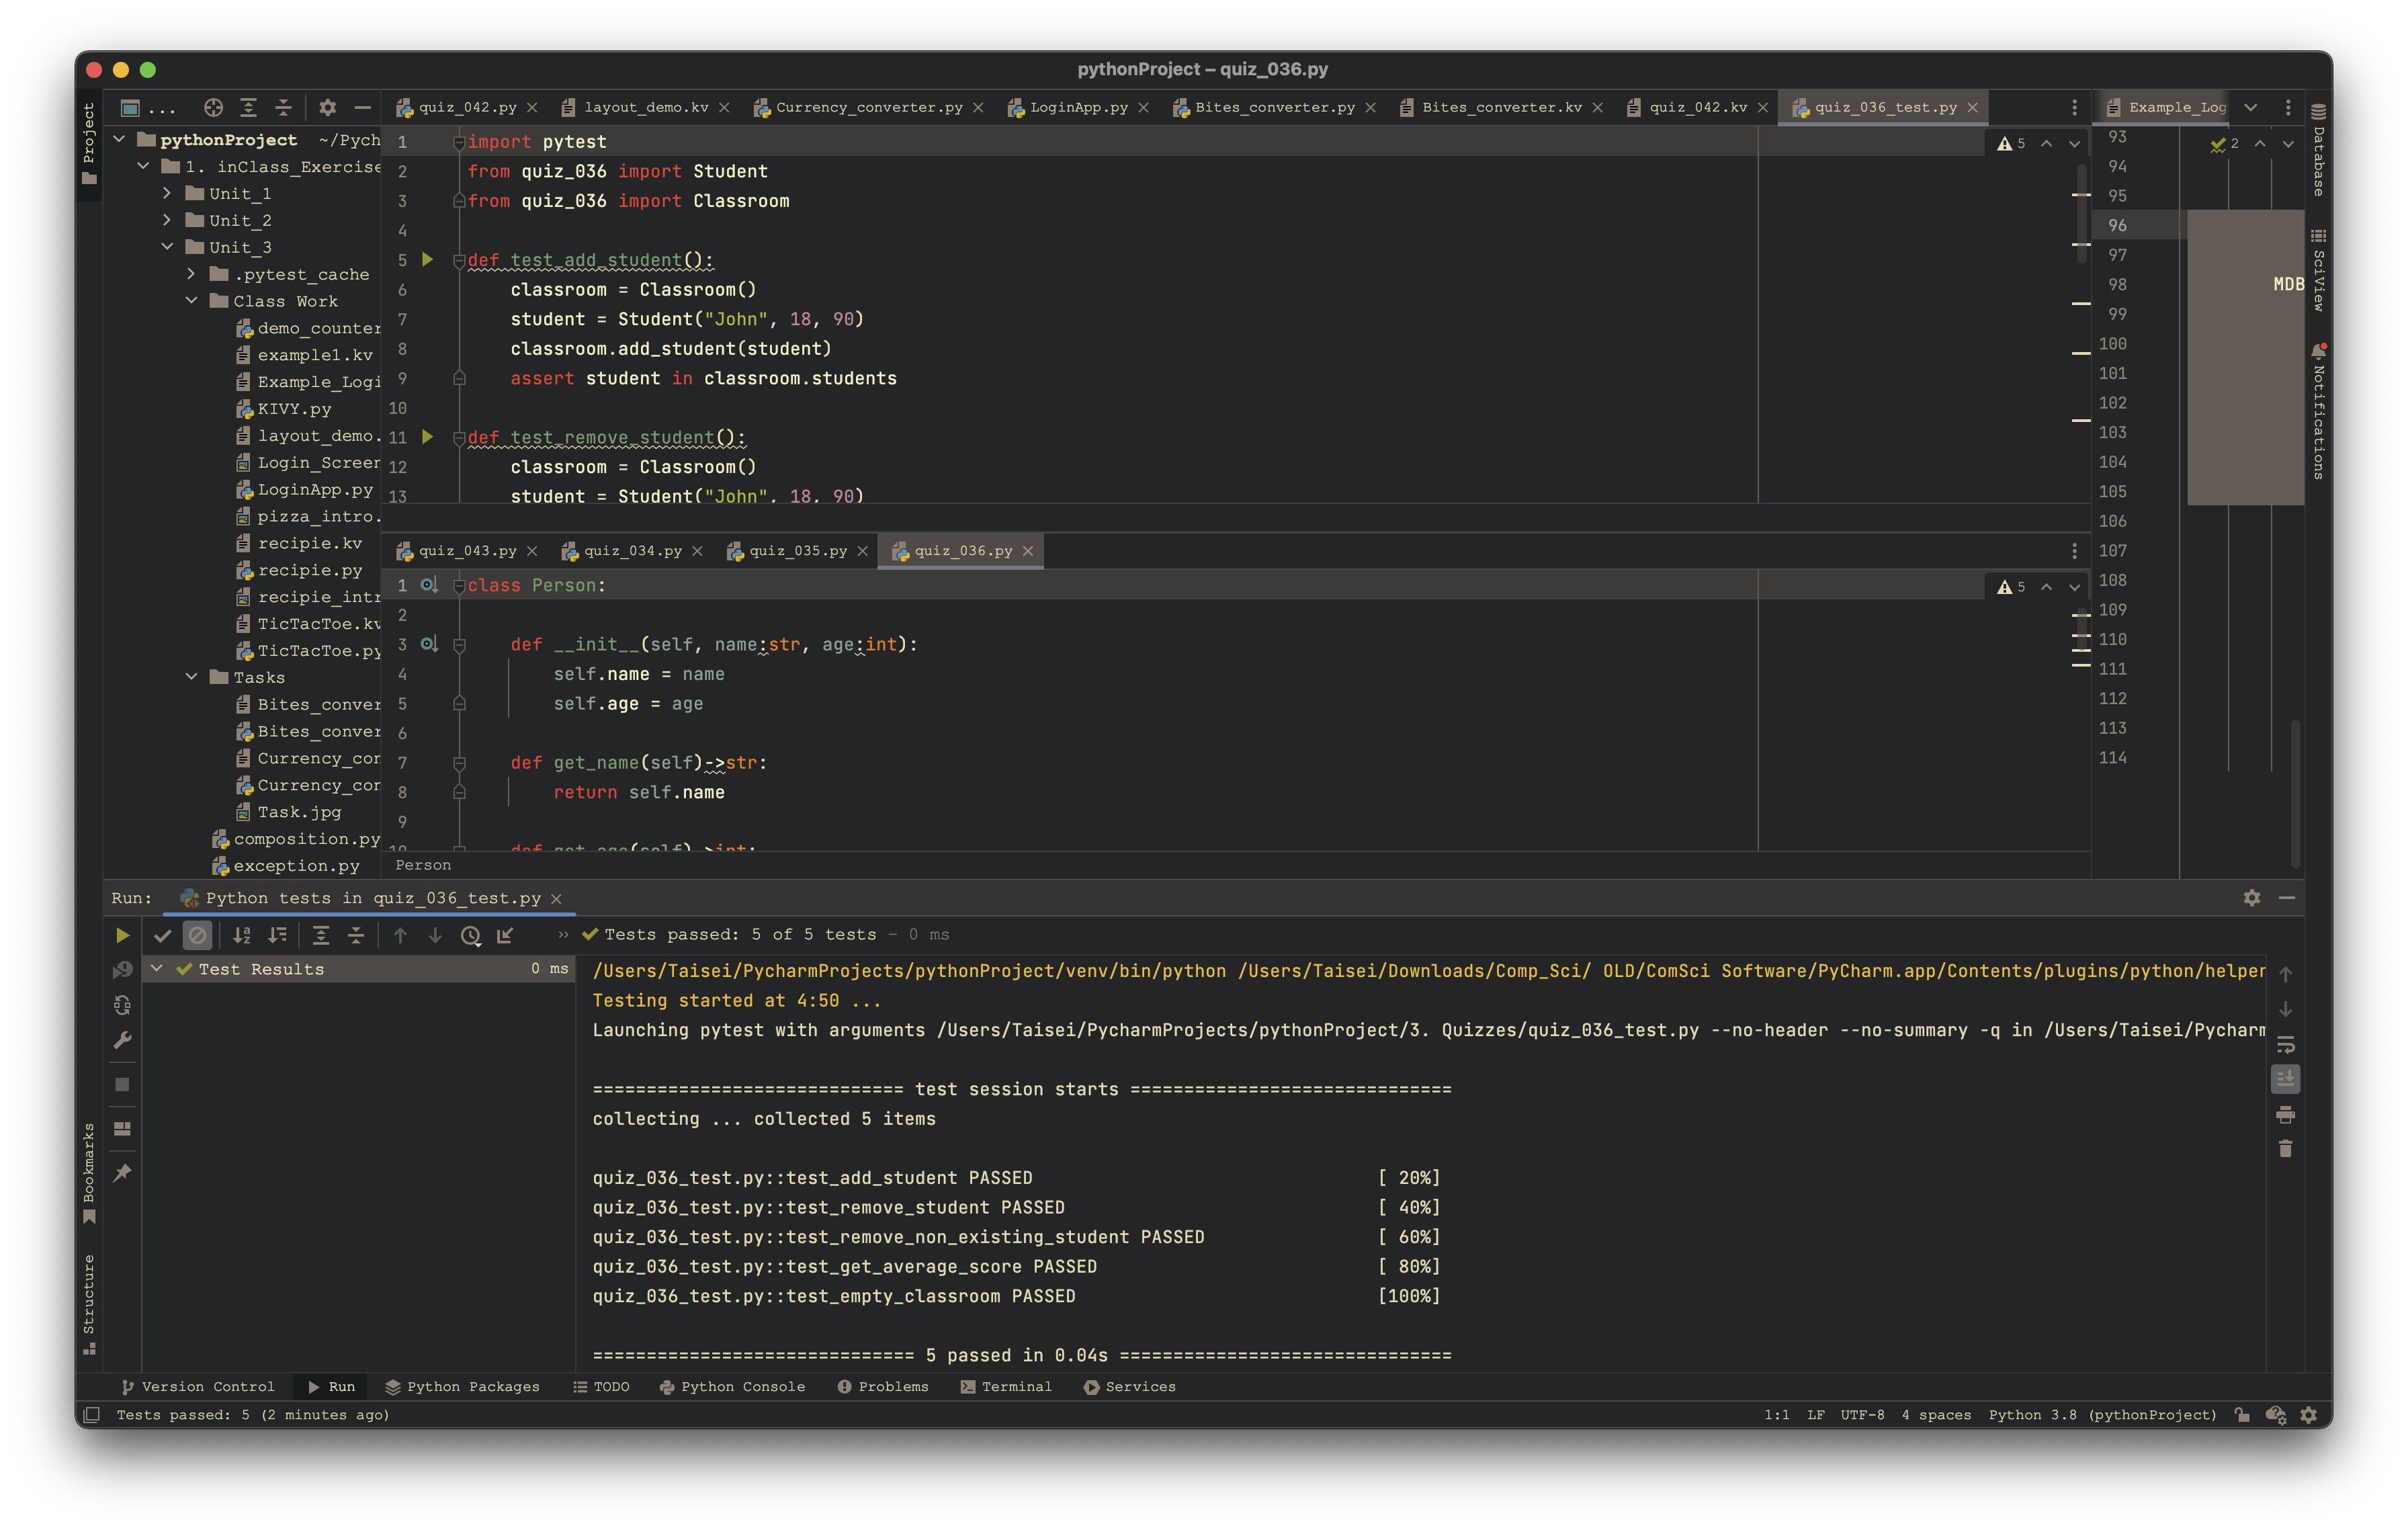 pythonProject – quiz_036.py
Project
...
quiz_042.py
layout_demo.kv
Currency_converter.py
LoginApp.py
Bites_converter.py
Bites_converter.kv
quiz_042.kv
quiz_036_test.py
Example_Log
pythonProject ~/Pych
1. inClass_Exercise
Unit_1
Unit_2
Unit_3
.pytest_cache
Class Work
demo_counter
example1.kv
Example_Logi
KIVY.py
layout_demo.
Login_Screen
LoginApp.py
pizza_intro.
recipie.kv
recipie.py
recipie_intr
TicTacToe.kv
TicTacToe.py
Tasks
Bites_conver
Bites_conver
Currency_con
Currency_con
Task.jpg
composition.py
exception.py
1 import pytest
2 from quiz_036 import Student
3 from quiz_036 import Classroom
4
5 def test_add_student():
6 classroom = Classroom()
7 student = Student("John", 18, 90)
8 classroom.add_student(student)
9 assert student in classroom.students
10
11 def test_remove_student():
12 classroom = Classroom()
13 student = Student("John", 18, 90)
5
quiz_043.py
quiz_034.py
quiz_035.py
quiz_036.py
1 class Person:
2
3 def __init__(self, name:str, age:int):
4 self.name = name
5 self.age = age
6
7 def get_name(self)->str:
8 return self.name
9
10 def get_age(self)->int:
5
Person
93
94
95
96
97
98
99
100
101
102
103
104
105
106
107
108
109
110
111
112
113
114
2
MDB
Database
SciView
Notifications
Run:
Python tests in quiz_036_test.py
Tests passed: 5 of 5 tests – 0 ms
Test Results 0 ms
/Users/Taisei/PycharmProjects/pythonProject/venv/bin/python /Users/Taisei/Downloads/Comp_Sci/ OLD/ComSci Software/PyCharm.app/Contents/plugins/python/helper
Testing started at 4:50 ...
Launching pytest with arguments /Users/Taisei/PycharmProjects/pythonProject/3. Quizzes/quiz_036_test.py --no-header --no-summary -q in /Users/Taisei/Pycharm
============================= test session starts ==============================
collecting ... collected 5 items
quiz_036_test.py::test_add_student PASSED [ 20%]
quiz_036_test.py::test_remove_student PASSED [ 40%]
quiz_036_test.py::test_remove_non_existing_student PASSED [ 60%]
quiz_036_test.py::test_get_average_score PASSED [ 80%]
quiz_036_test.py::test_empty_classroom PASSED [100%]
============================== 5 passed in 0.04s ===============================
Bookmarks
Structure
Version Control
Run
Python Packages
TODO
Python Console
Problems
Terminal
Services
Tests passed: 5 (2 minutes ago)
1:1 LF UTF-8 4 spaces Python 3.8 (pythonProject)